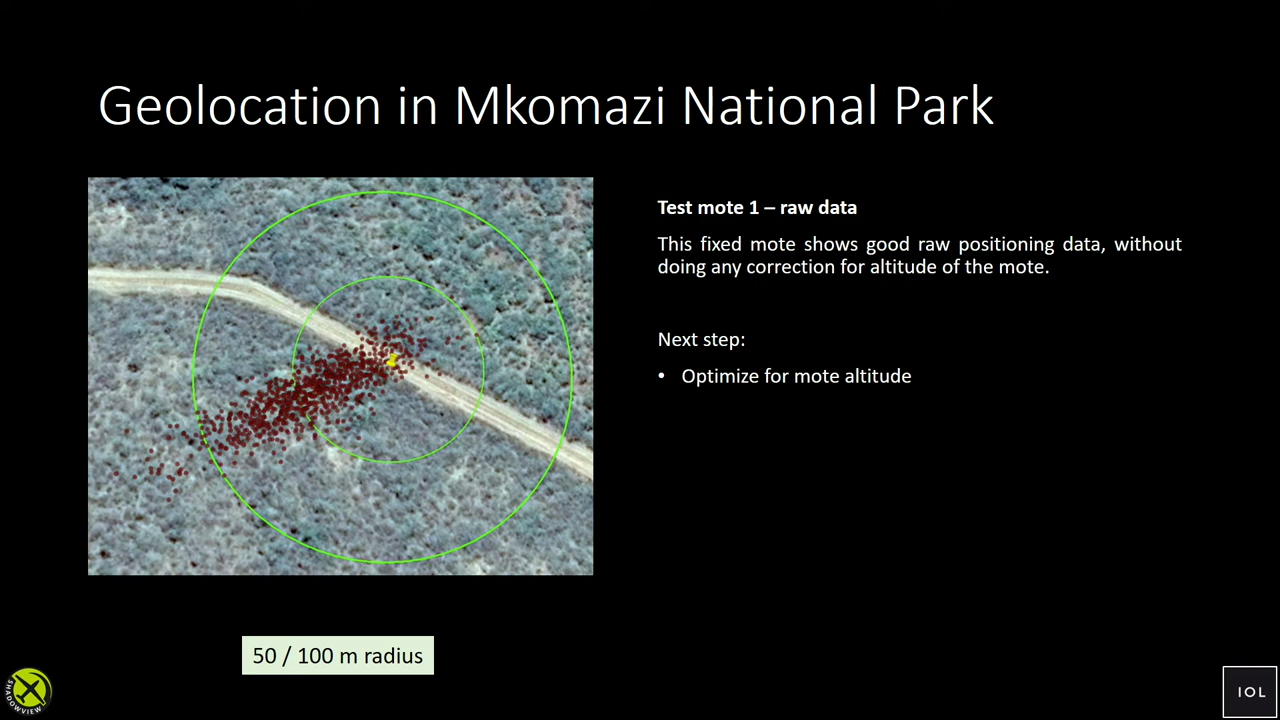 Geolocation in Mkomazi National Park
Test mote 1 – raw data
This fixed mote shows good raw positioning data, without
doing any correction for altitude of the mote.
Next step:
• Optimize for mote altitude
50 / 100 m radius
SHADOWVIEW
IOL